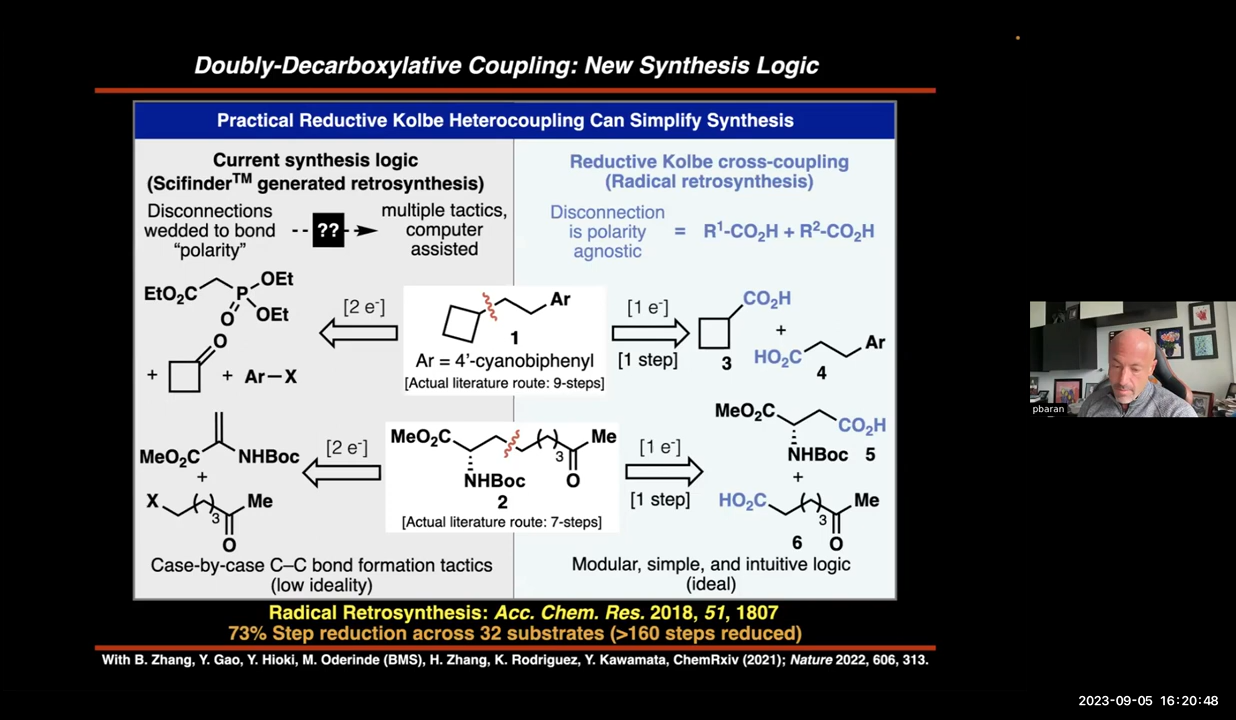 Doubly-Decarboxylative Coupling: New Synthesis Logic
Practical Reductive Kolbe Heterocoupling Can Simplify Synthesis
Current synthesis logic
(Scifinder™ generated retrosynthesis)
Disconnections
wedded to bond
“polarity”
??
multiple tactics,
computer
assisted
EtO₂C
P
OEt
O
OEt
O
+
+ Ar–X
[2 e⁻]
MeO₂C
NHBoc
+
X
3
Me
O
[2 e⁻]
Case-by-case C–C bond formation tactics
(low ideality)
Ar
1
Ar = 4’-cyanobiphenyl
[Actual literature route: 9-steps]
MeO₂C
3
Me
NHBoc
O
2
[Actual literature route: 7-steps]
Reductive Kolbe cross-coupling
(Radical retrosynthesis)
Disconnection
is polarity
agnostic
= R¹-CO₂H + R²-CO₂H
[1 e⁻]
[1 step]
CO₂H
+
3
HO₂C
Ar
4
[1 e⁻]
[1 step]
MeO₂C
CO₂H
NHBoc 5
+
HO₂C
3
Me
6
O
Modular, simple, and intuitive logic
(ideal)
Radical Retrosynthesis: Acc. Chem. Res. 2018, 51, 1807
73% Step reduction across 32 substrates (>160 steps reduced)
With B. Zhang, Y. Gao, Y. Hioki, M. Oderinde (BMS), H. Zhang, K. Rodriguez, Y. Kawamata, ChemRxiv (2021); Nature 2022, 606, 313.
pbaran
2023-09-05 16:20:48